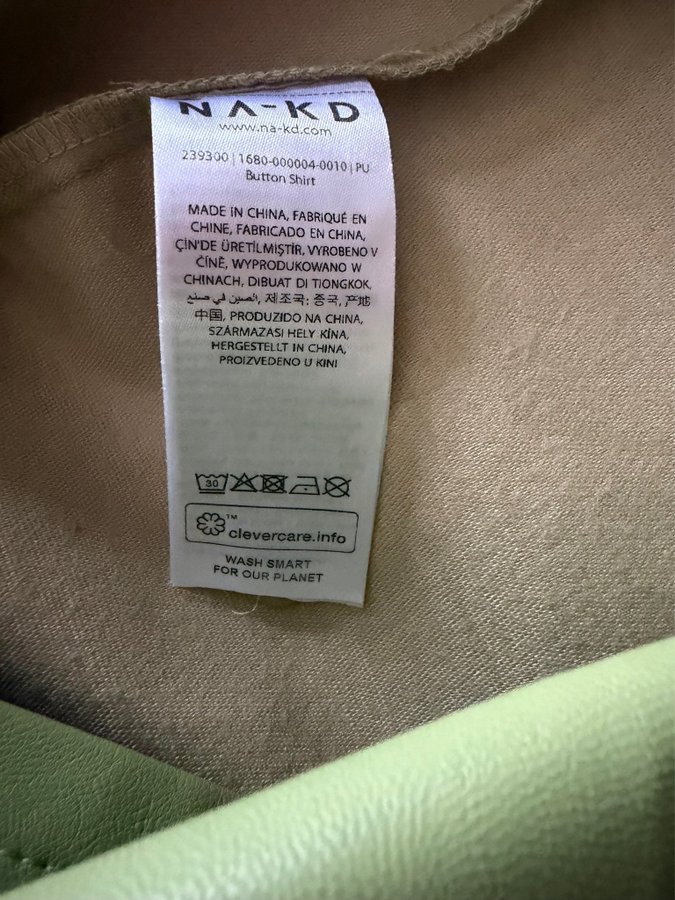 NA-KD
www.na-kd.com
239300 | 1680-000004-0010 | PU
Button Shirt
MADE iN CHINA, FABRiQUÉ EN
CHINE, FABRICADO EN CHINA,
ÇİN'DE ÜRETİLMİŞTİR, VYROBENO V
ČÍNĚ, WYPRODUKOWANO W
CHINACH, DIBUAT DI TIONGKOK,
الصين في صنع, 제조국: 중국, 产地
中国, PRODUZIDO NA CHINA,
SZÁRMAZASI HELY KÍNA,
HERGESTELLT IN CHINA,
PROIZVEDENO U KINI
30
™
clevercare.info
WASH SMART
FOR OUR PLANET